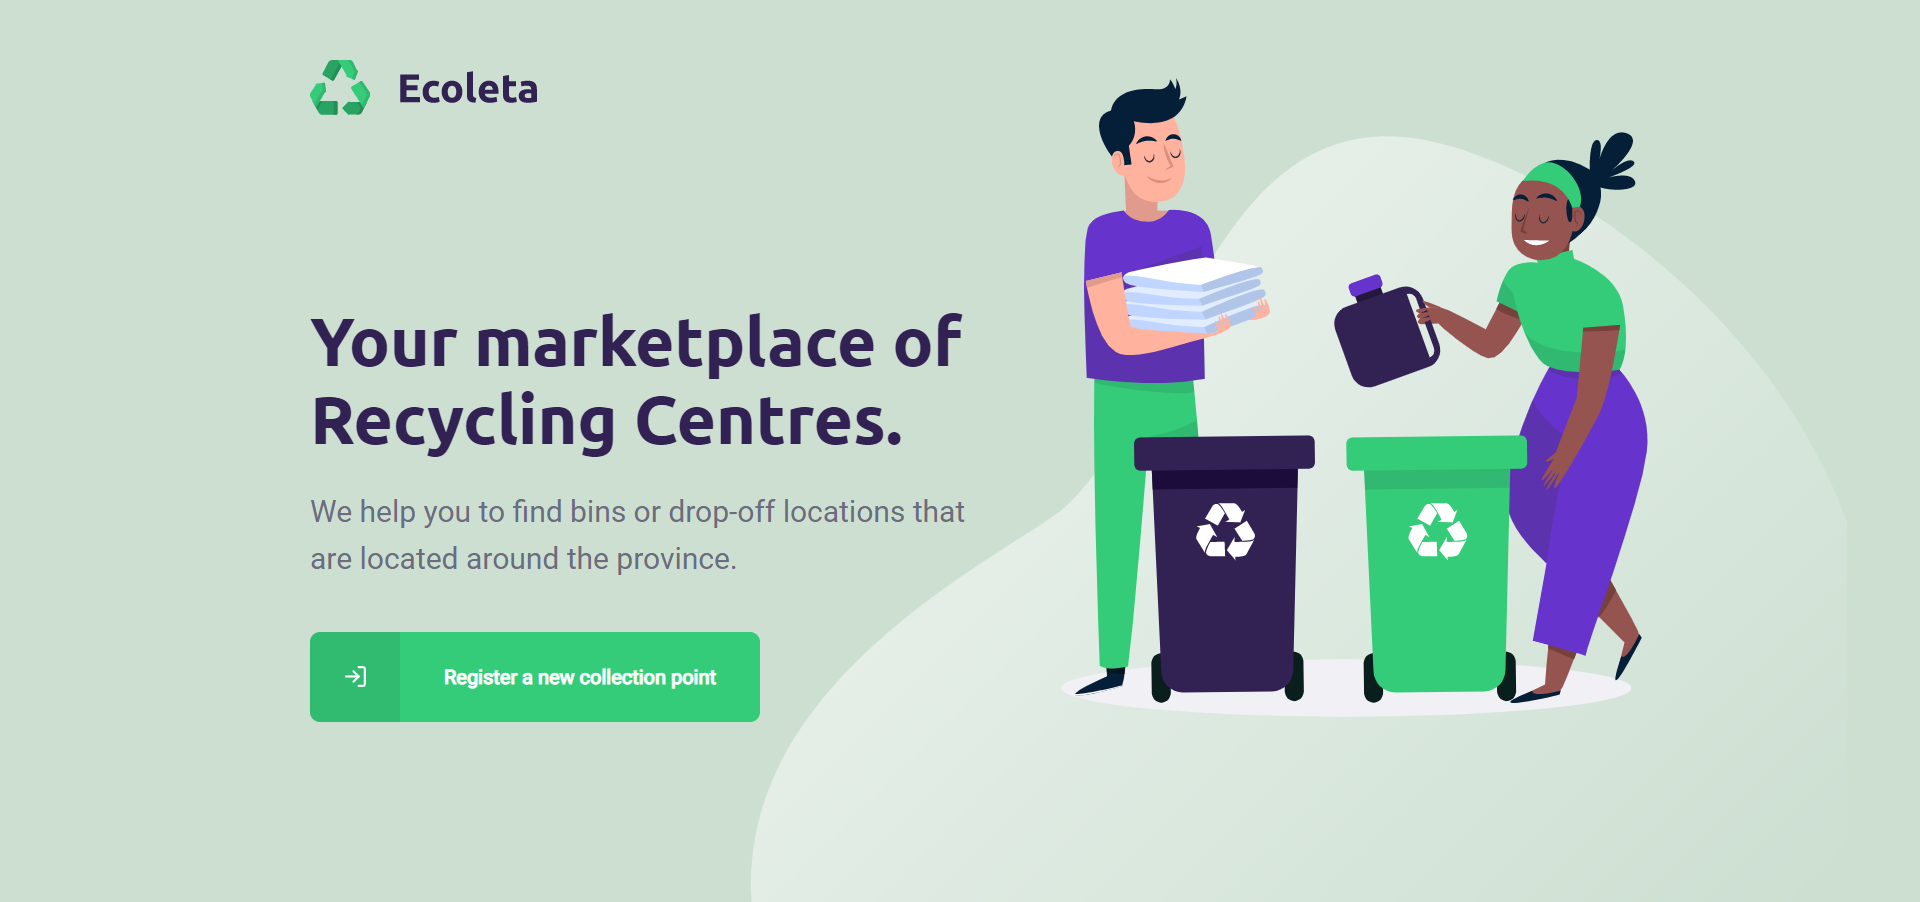 Ecoleta
Your marketplace of
Recycling Centres.
We help you to find bins or drop-off locations that
are located around the province.
Register a new collection point